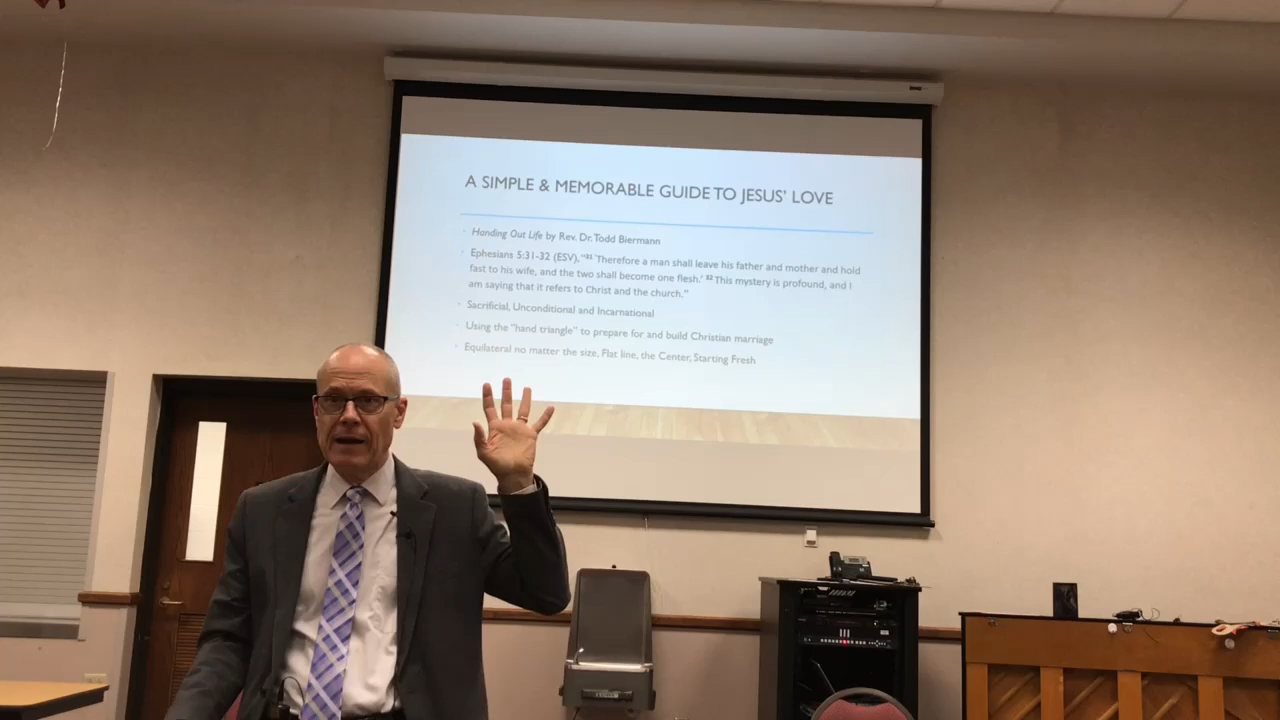 A SIMPLE & MEMORABLE GUIDE TO JESUS' LOVE
Handing Out Life by Rev. Dr. Todd Biermann
Ephesians 5:31-32 (ESV), "³¹ 'Therefore a man shall leave his father and mother and hold
fast to his wife, and the two shall become one flesh.' ³² This mystery is profound, and I
am saying that it refers to Christ and the church."
Sacrificial, Unconditional and Incarnational
Using the "hand triangle" to prepare for and build Christian marriage
Equilateral no matter the size, Flat line, the Center, Starting Fresh